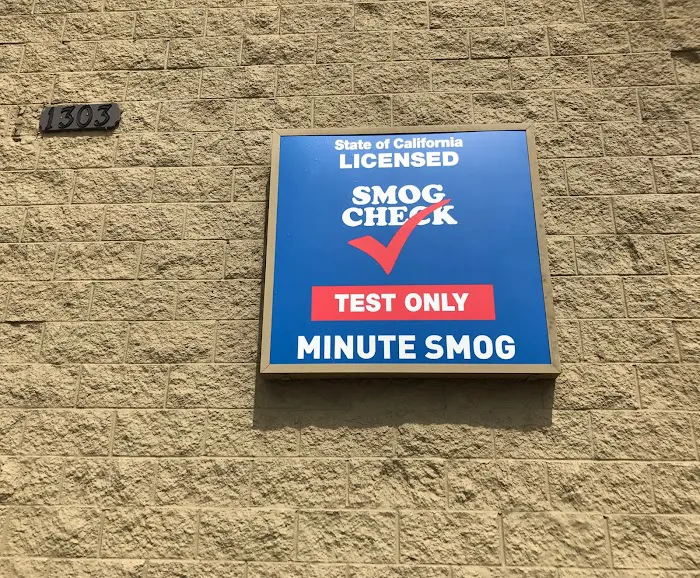 1303
State of California
LICENSED
SMOG
CHECK
TEST ONLY
MINUTE SMOG